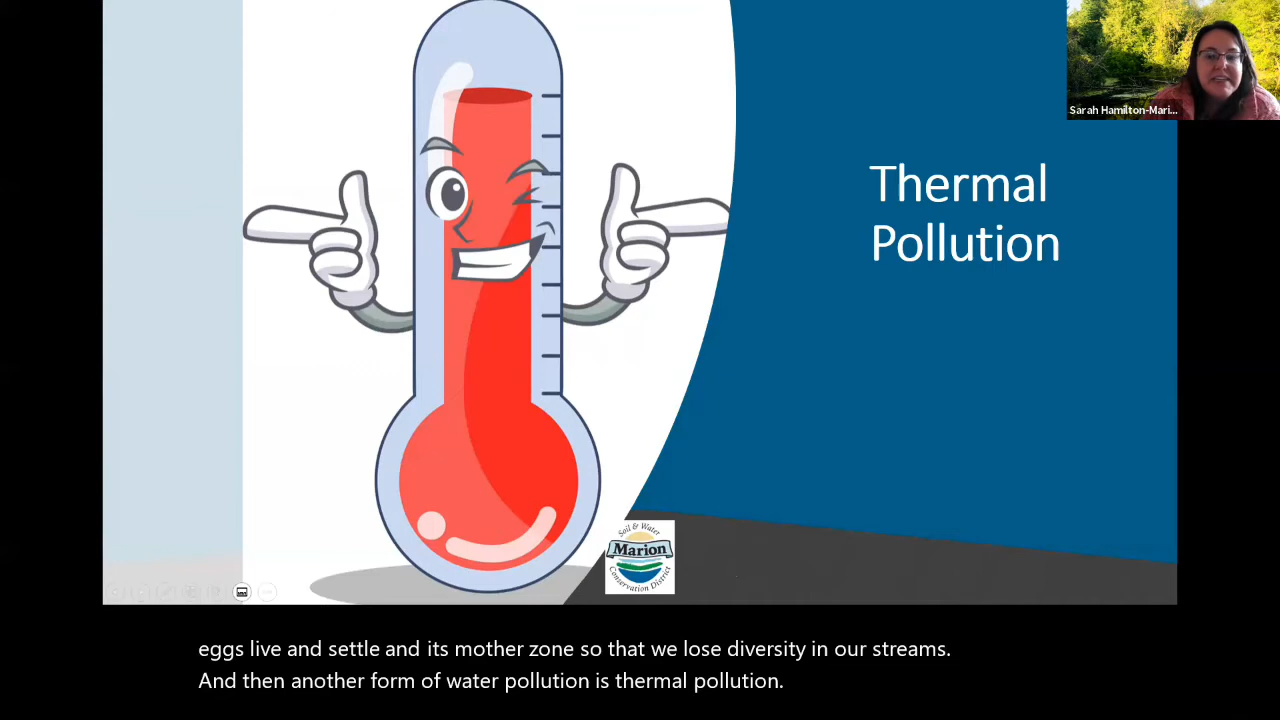 Sarah Hamilton-Mari...
Thermal
Pollution
Soil & Water
Marion
Conservation District
eggs live and settle and its mother zone so that we lose diversity in our streams.
And then another form of water pollution is thermal pollution.